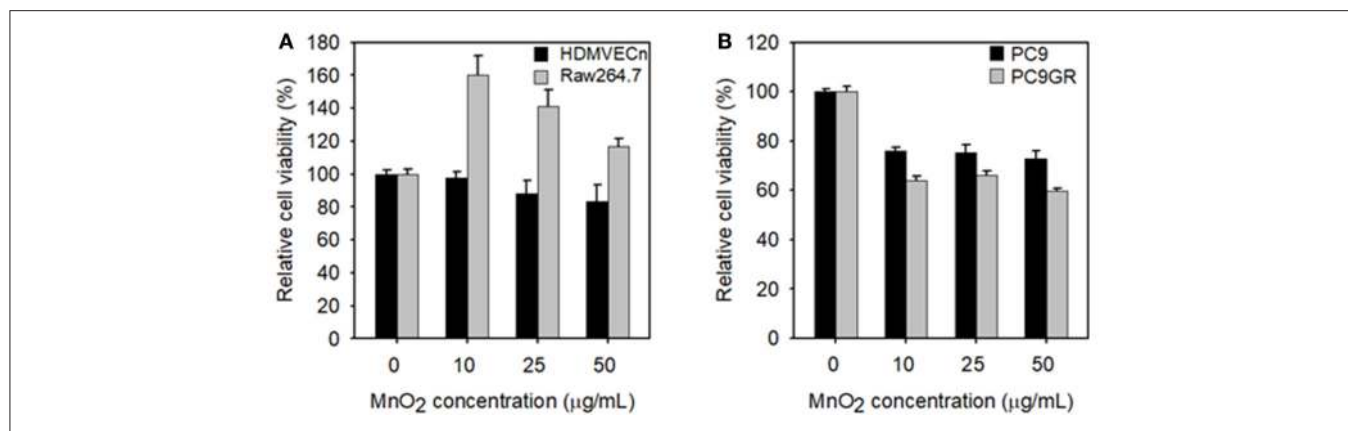 A
Relative cell viability (%)
180
160
140
120
100
80
60
40
20
0
HDMVECn
Raw264.7
0 10 25 50
MnO2 concentration (μg/mL)
B
Relative cell viability (%)
120
100
80
60
40
20
0
PC9
PC9GR
0 10 25 50
MnO2 concentration (μg/mL)